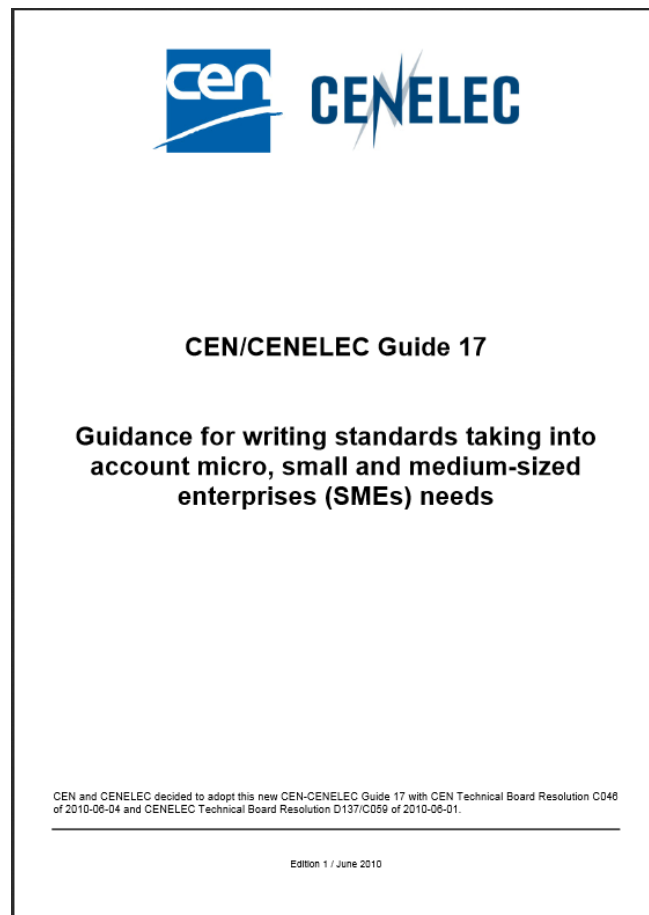 cen
CENELEC
CEN/CENELEC Guide 17
Guidance for writing standards taking into
account micro, small and medium-sized
enterprises (SMEs) needs
CEN and CENELEC decided to adopt this new CEN-CENELEC Guide 17 with CEN Technical Board Resolution C046
of 2010-06-04 and CENELEC Technical Board Resolution D137/C059 of 2010-06-01.
Edition 1 / June 2010